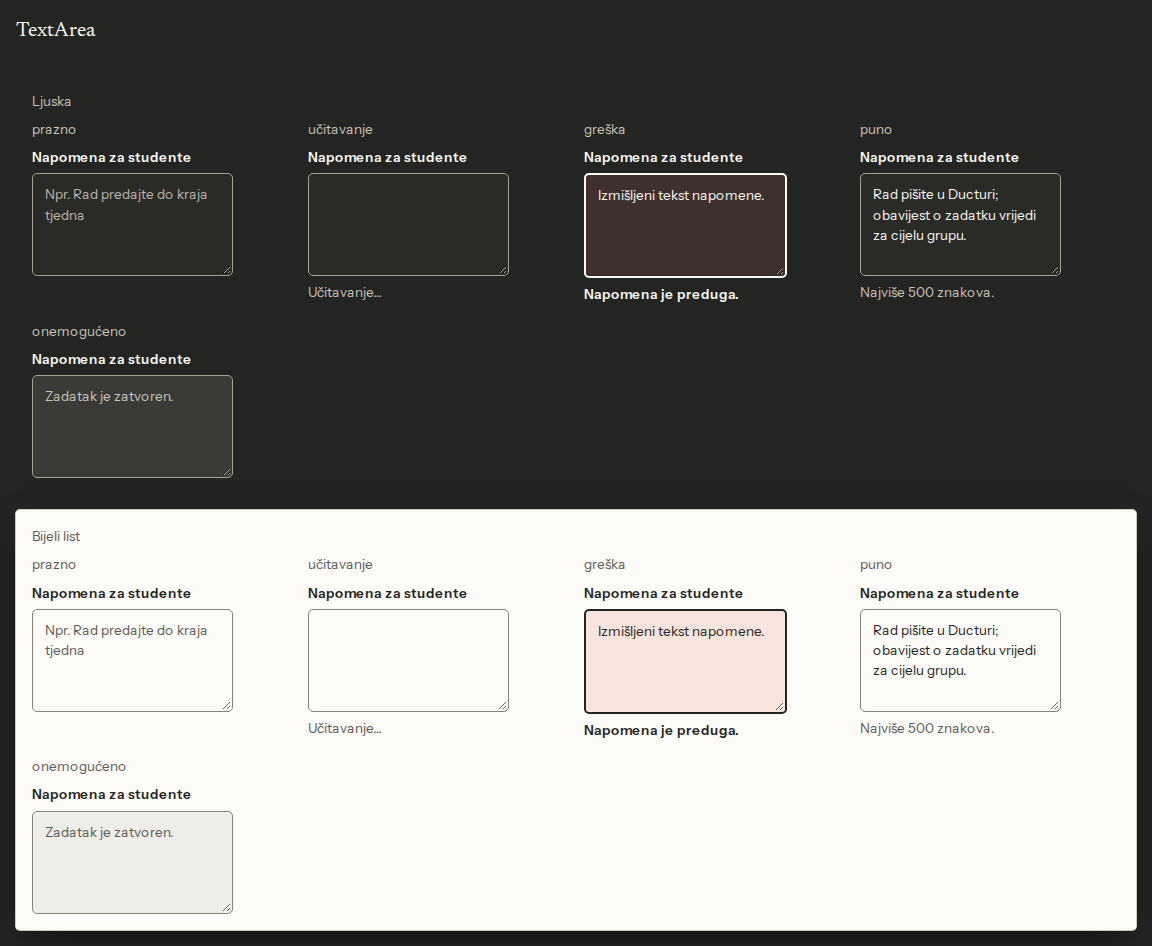 TextArea
Ljuska
prazno
učitavanje
greška
puno
Napomena za studente
Napomena za studente
Napomena za studente
Napomena za studente
Npr. Rad predajte do kraja
tjedna
Izmišljeni tekst napomene.
Rad pišite u Ducturi;
obavijest o zadatku vrijedi
za cijelu grupu.
Učitavanje…
Napomena je preduga.
Najviše 500 znakova.
onemogućeno
Napomena za studente
Zadatak je zatvoren.
Bijeli list
prazno
učitavanje
greška
puno
Napomena za studente
Napomena za studente
Napomena za studente
Napomena za studente
Npr. Rad predajte do kraja
tjedna
Izmišljeni tekst napomene.
Rad pišite u Ducturi;
obavijest o zadatku vrijedi
za cijelu grupu.
Učitavanje…
Napomena je preduga.
Najviše 500 znakova.
onemogućeno
Napomena za studente
Zadatak je zatvoren.